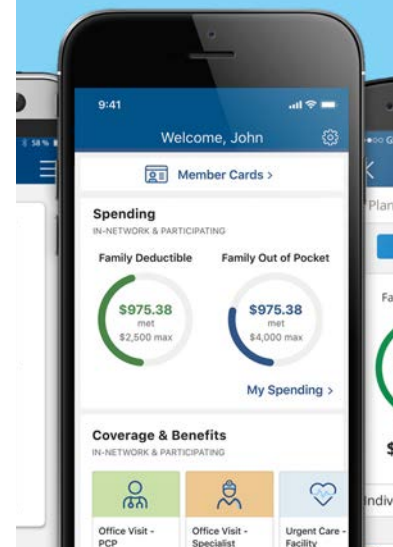 58 %
9:41
Welcome, John
Member Cards >
Spending
IN-NETWORK & PARTICIPATING
Family Deductible
Family Out of Pocket
$975.38
met
$2,500 max
$975.38
met
$4,000 max
My Spending >
Coverage & Benefits
IN-NETWORK & PARTICIPATING
Office Visit -
PCP
Office Visit -
Specialist
Urgent Care -
Facility
Plan
Fa
$
Indiv